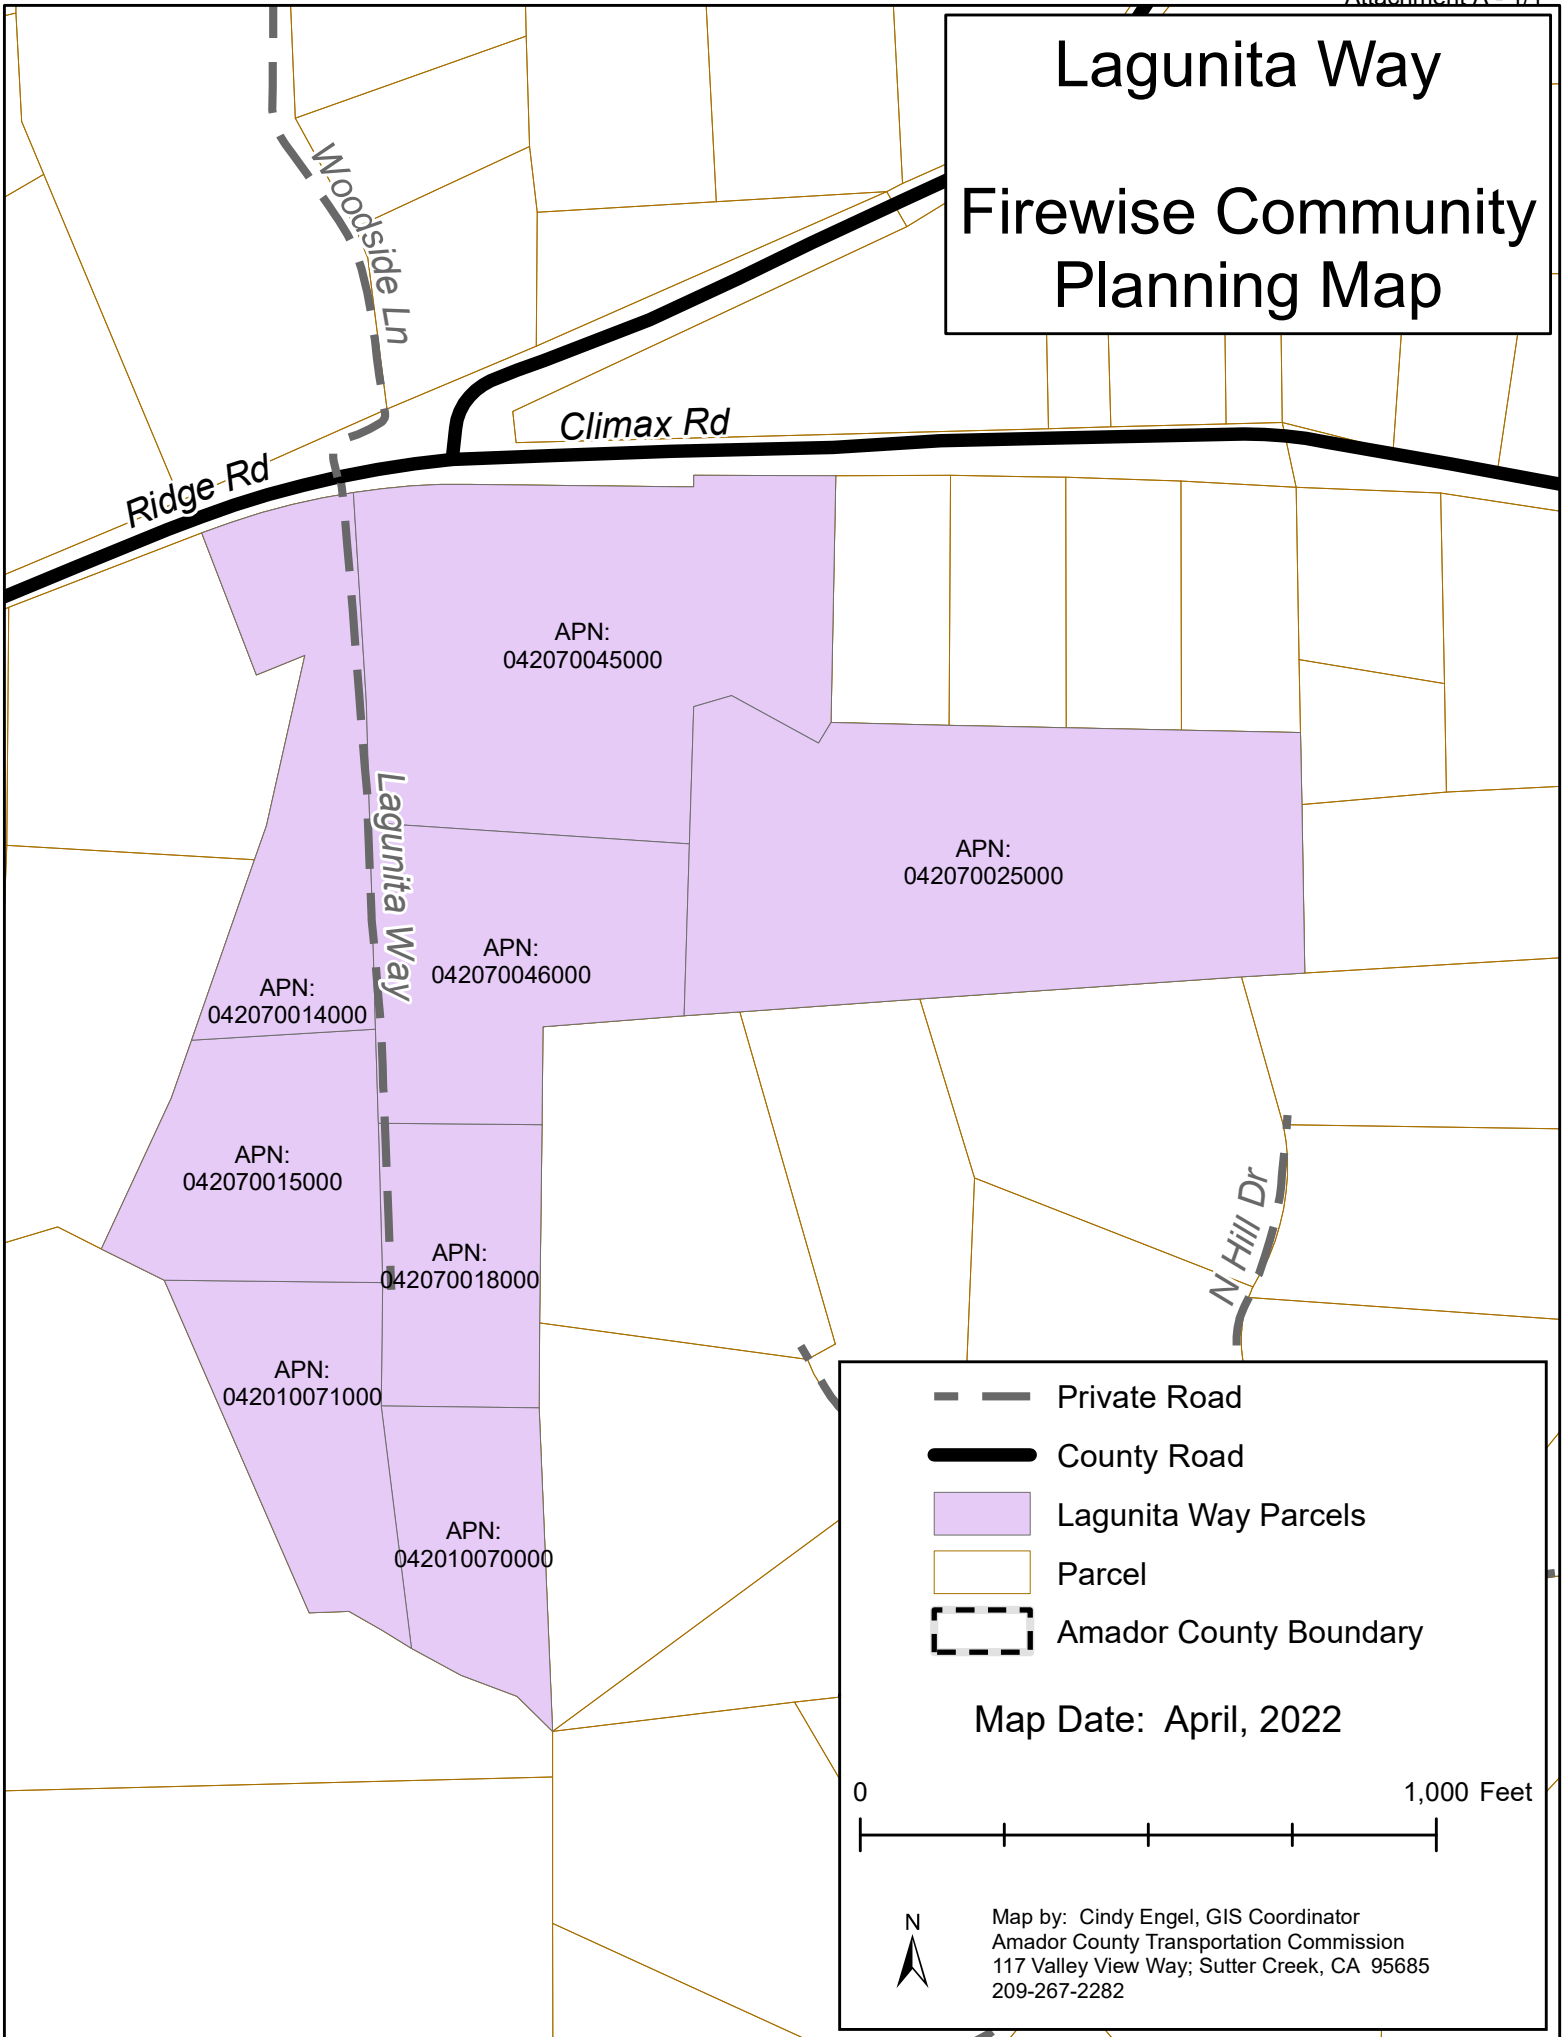 Lagunita Way
Firewise Community
Planning Map
Woodside Ln
Climax Rd
Ridge Rd
APN:
042070045000
Lagunita Way
APN:
042070025000
APN:
042070046000
APN:
042070014000
APN:
042070015000
N Hill Dr
APN:
042070018000
APN:
042010071000
APN:
042010070000
Private Road
County Road
Lagunita Way Parcels
Parcel
Amador County Boundary
Map Date: April, 2022
0 1,000 Feet
N
Map by: Cindy Engel, GIS Coordinator
Amador County Transportation Commission
117 Valley View Way; Sutter Creek, CA 95685
209-267-2282